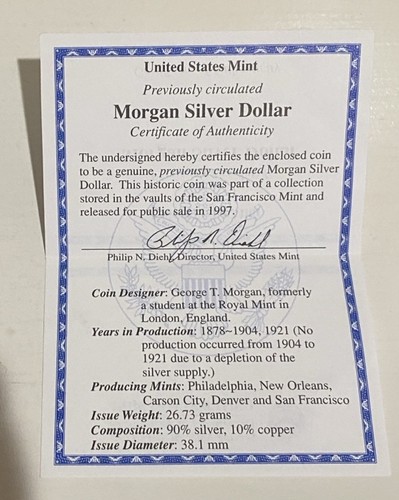 United States Mint
Previously circulated
Morgan Silver Dollar
Certificate of Authenticity
The undersigned hereby certifies the enclosed coin
to be a genuine, previously circulated Morgan Silver
Dollar. This historic coin was part of a collection
stored in the vaults of the San Francisco Mint and
released for public sale in 1997.
Philip N. Diehl
Philip N. Diehl, Director, United States Mint
Coin Designer: George T. Morgan, formerly
a student at the Royal Mint in
London, England.
Years in Production: 1878-1904, 1921 (No
production occurred from 1904 to
1921 due to a depletion of the
silver supply.)
Producing Mints: Philadelphia, New Orleans,
Carson City, Denver and San Francisco
Issue Weight: 26.73 grams
Composition: 90% silver, 10% copper
Issue Diameter: 38.1 mm